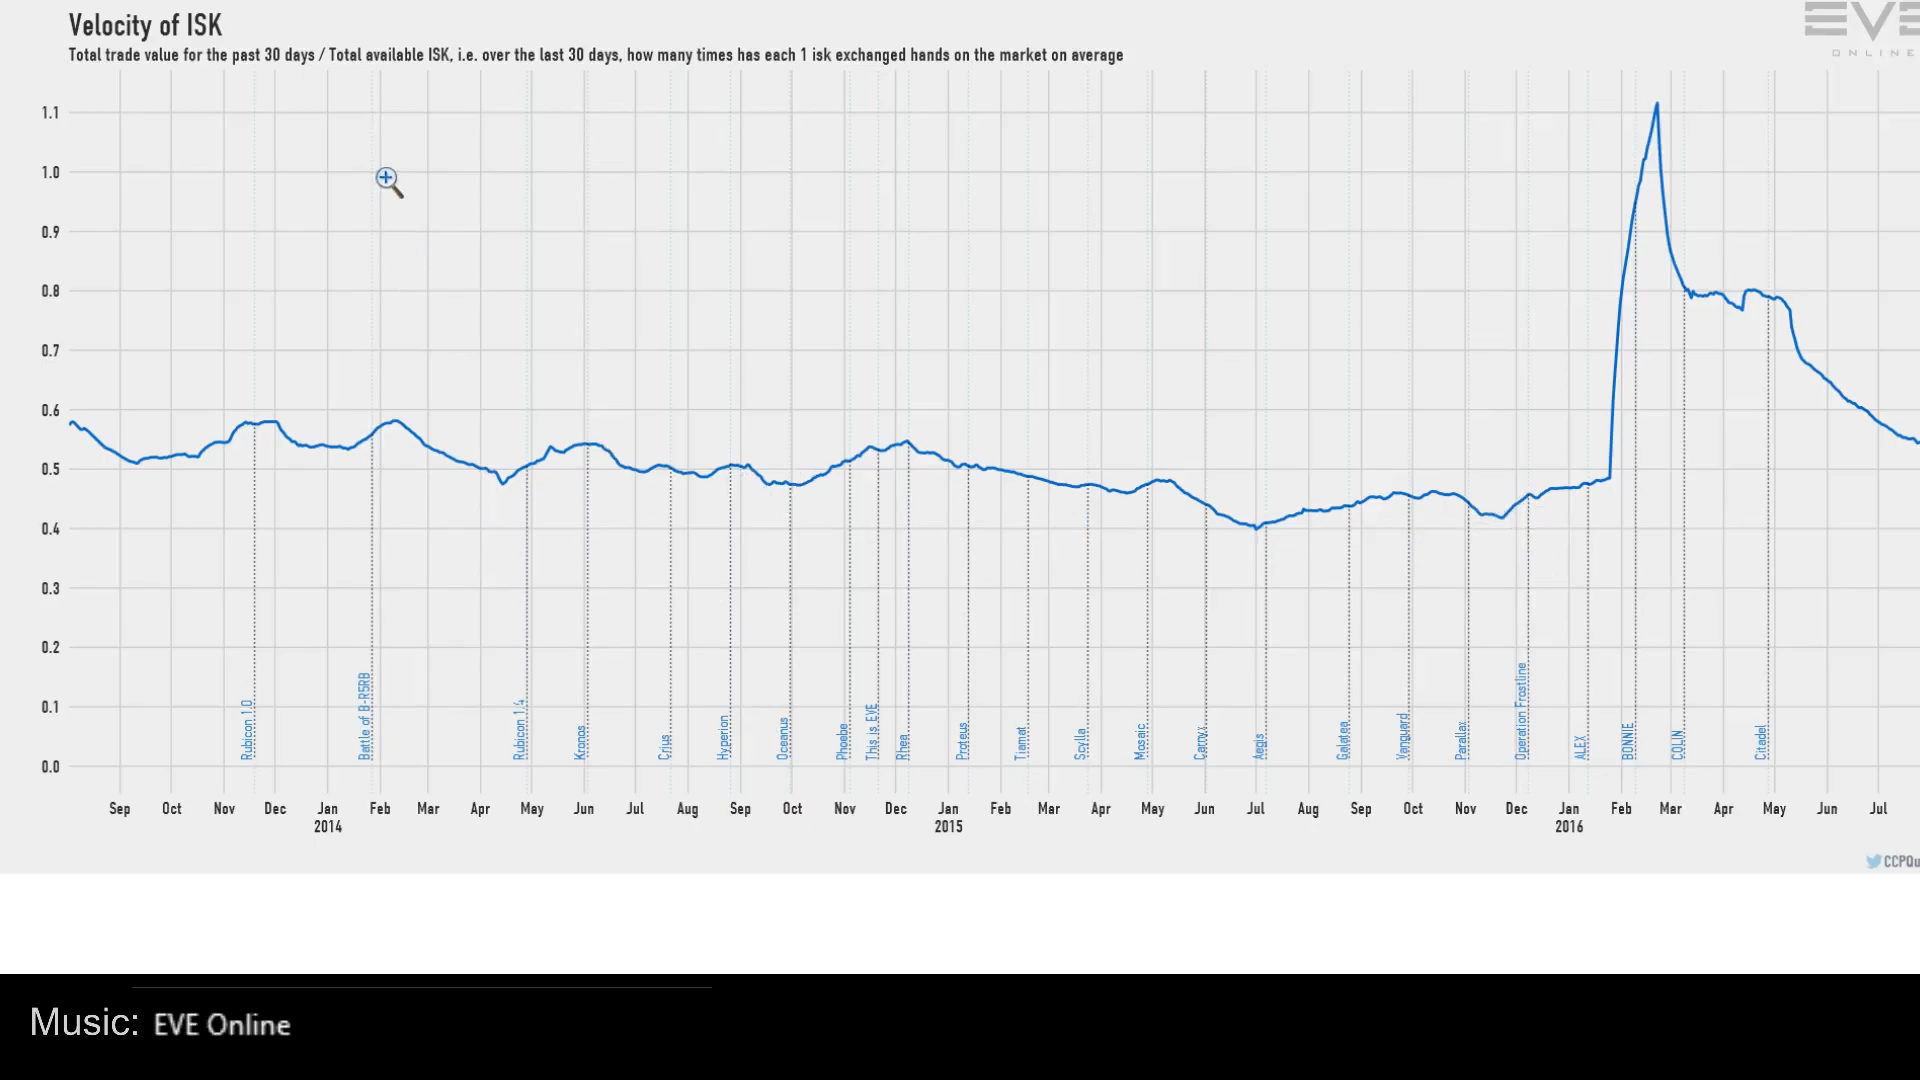 Velocity of ISK
Total trade value for the past 30 days / Total available ISK, i.e. over the last 30 days, how many times has each 1 isk exchanged hands on the market on average
EVE
ONLINE
1.1
1.0
0.9
0.8
0.7
0.6
0.5
0.4
0.3
0.2
0.1
0.0
Rubicon 1.0
Battle of B-R5RB
Rubicon 1.4
Kronos
Crius
Hyperion
Oceanus
Phoebe
This is EVE
Rhea
Proteus
Tiamat
Scylla
Mosaic
Carnyx
Aegis
Galatea
Vanguard
Parallax
Operation Frostline
ALEX
BONNIE
COLIN
Citadel
Sep Oct Nov Dec Jan Feb Mar Apr May Jun Jul Aug Sep Oct Nov Dec Jan Feb Mar Apr May Jun Jul Aug Sep Oct Nov Dec Jan Feb Mar Apr May Jun Jul
2014 2015 2016
CCPQu
Music: EVE Online